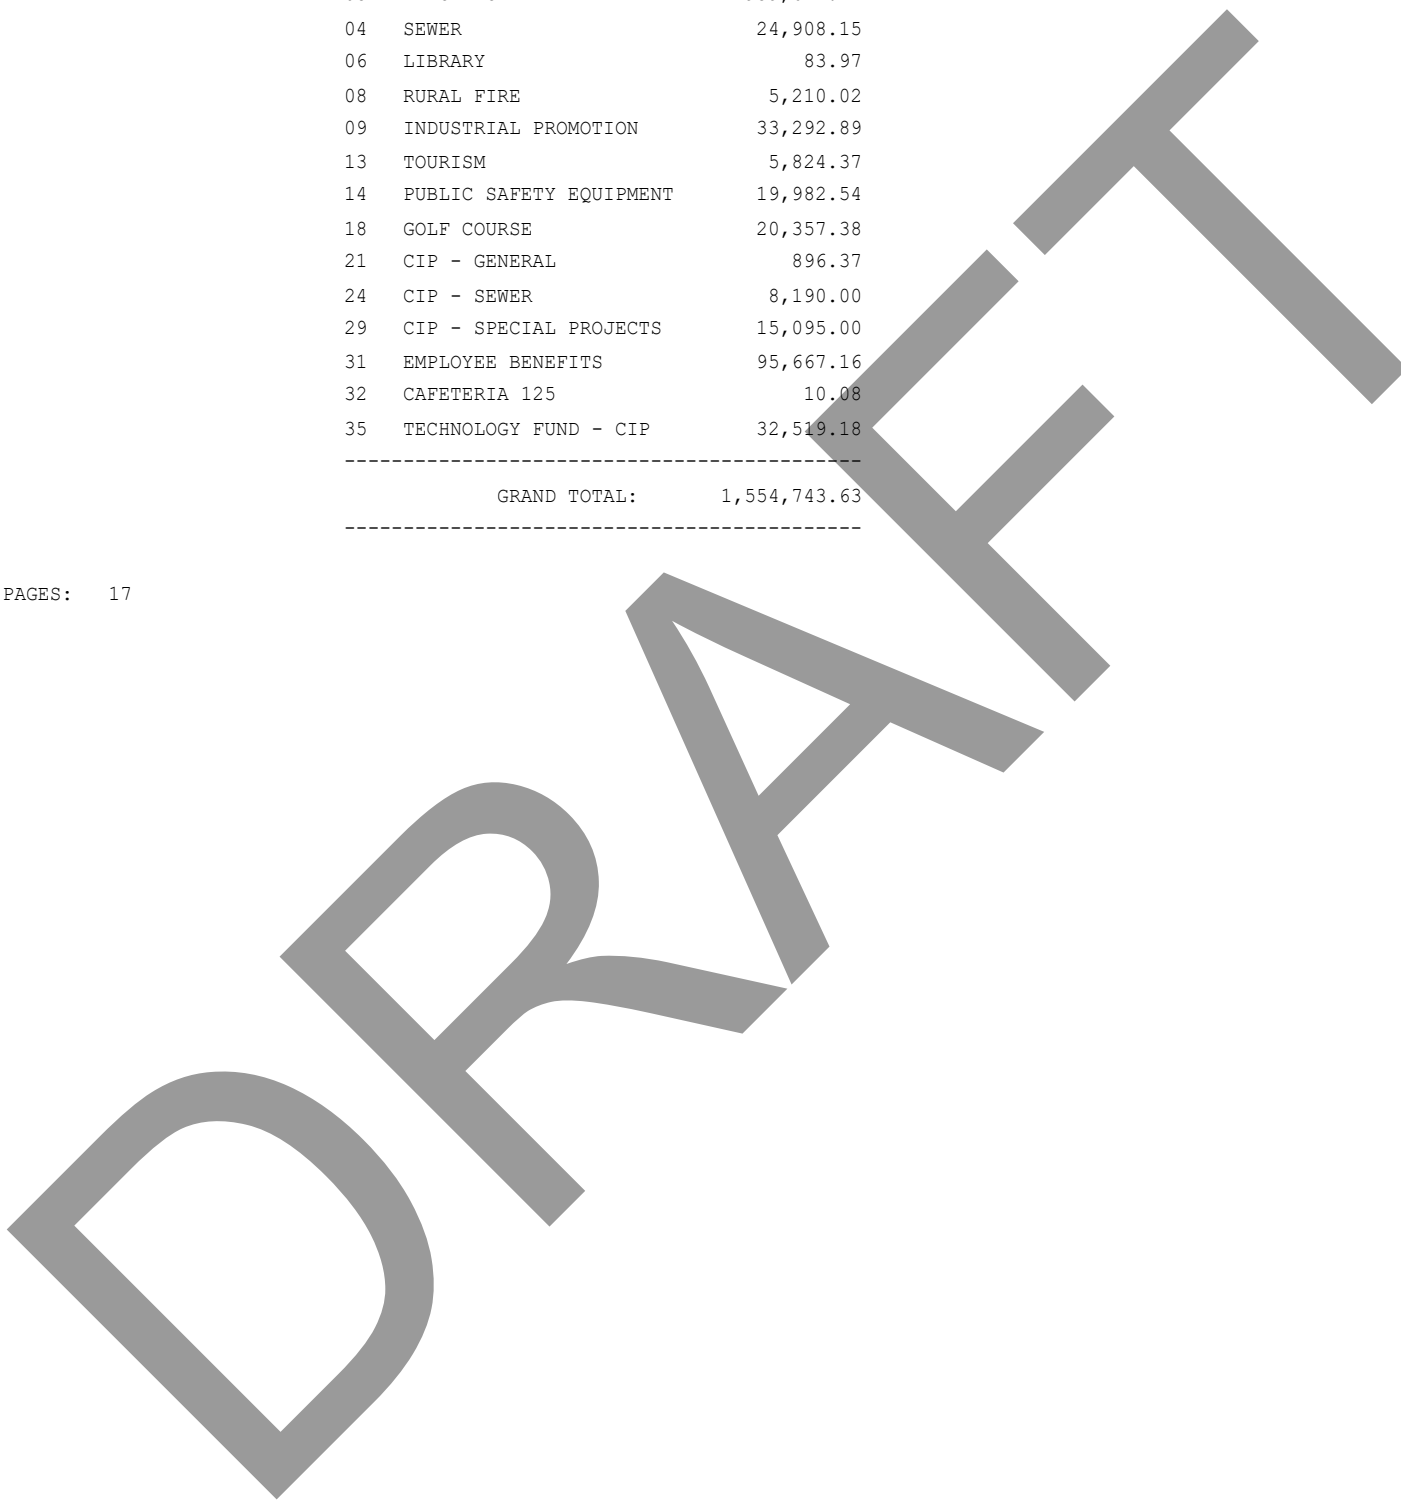 04 SEWER 24,908.15
06 LIBRARY 83.97
08 RURAL FIRE 5,210.02
09 INDUSTRIAL PROMOTION 33,292.89
13 TOURISM 5,824.37
14 PUBLIC SAFETY EQUIPMENT 19,982.54
18 GOLF COURSE 20,357.38
21 CIP - GENERAL 896.37
24 CIP - SEWER 8,190.00
29 CIP - SPECIAL PROJECTS 15,095.00
31 EMPLOYEE BENEFITS 95,667.16
32 CAFETERIA 125 10.08
35 TECHNOLOGY FUND - CIP 32,519.18
--------------------------------------------
GRAND TOTAL: 1,554,743.63
--------------------------------------------
PAGES: 17
DRAFT